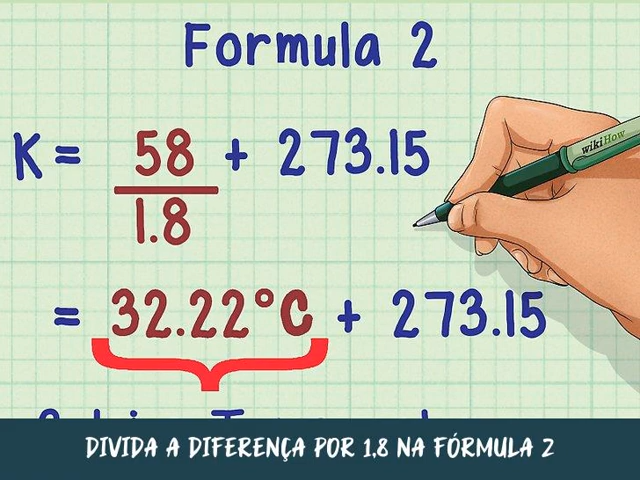 Formula 2
K = 58 + 273.15
1.8
= 32.22°C + 273.15
wikiHow
DIVIDA A DIFERENÇA POR 1.8 NA FÓRMULA 2